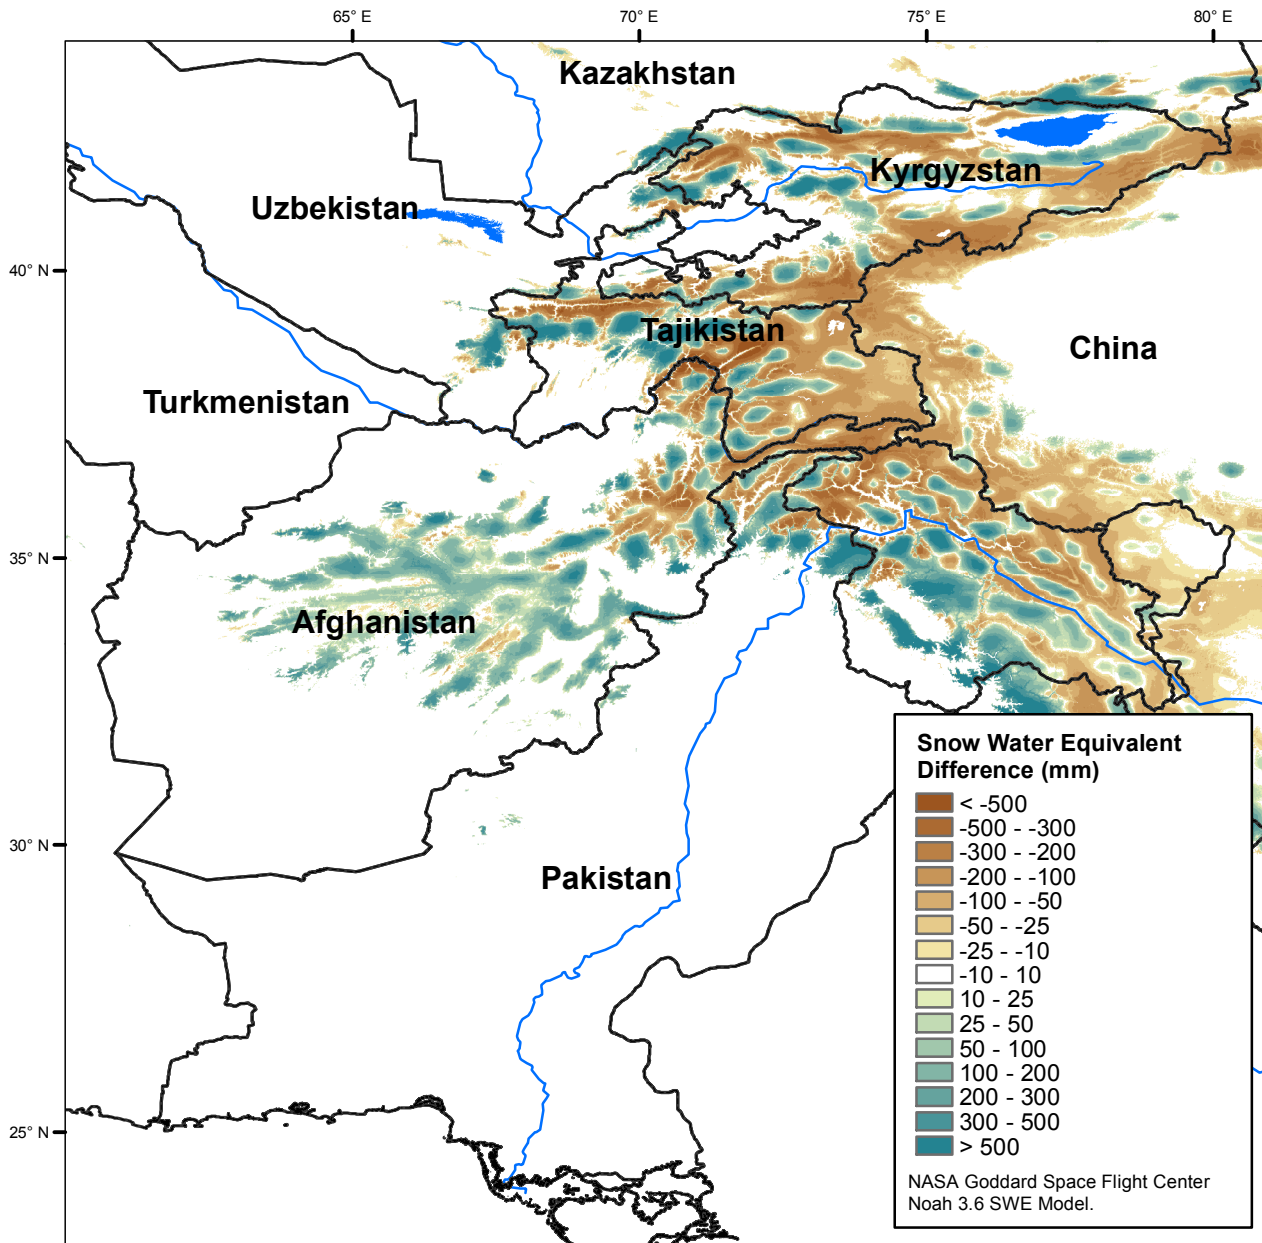 65° E
70° E
75° E
80° E
Kazakhstan
Kyrgyzstan
Uzbekistan
40° N
Tajikistan
China
Turkmenistan
35° N
Afghanistan
30° N
Pakistan
25° N
Snow Water Equivalent
Difference (mm)
< -500
-500 - -300
-300 - -200
-200 - -100
-100 - -50
-50 - -25
-25 - -10
-10 - 10
10 - 25
25 - 50
50 - 100
100 - 200
200 - 300
300 - 500
> 500
NASA Goddard Space Flight Center
Noah 3.6 SWE Model.